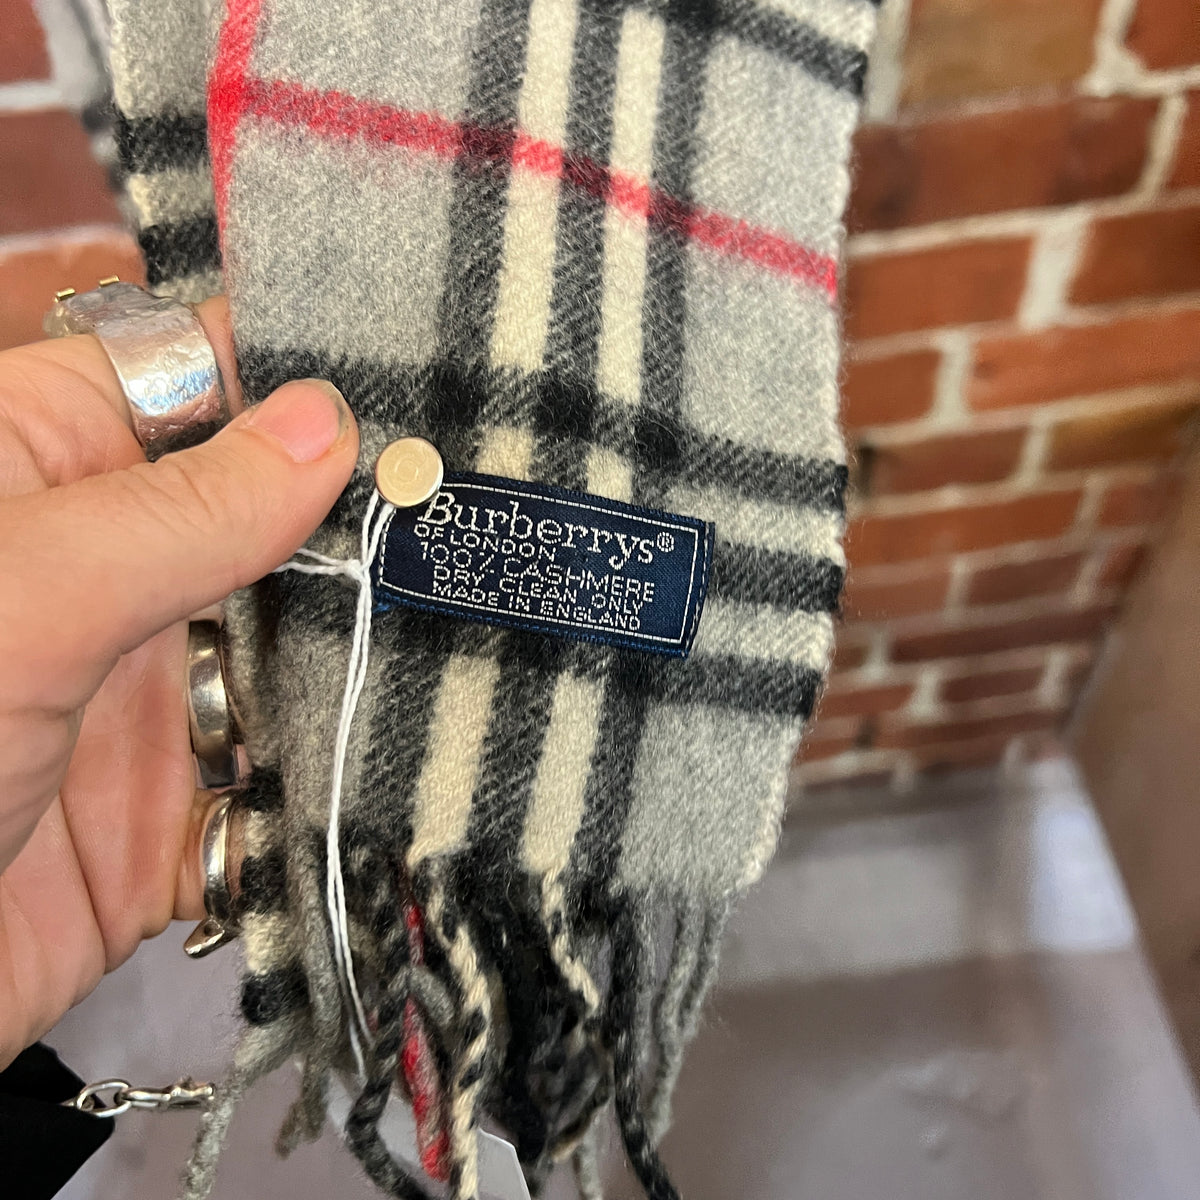 Burberrys®
OF LONDON
100% CASHMERE
DRY CLEAN ONLY
MADE IN ENGLAND